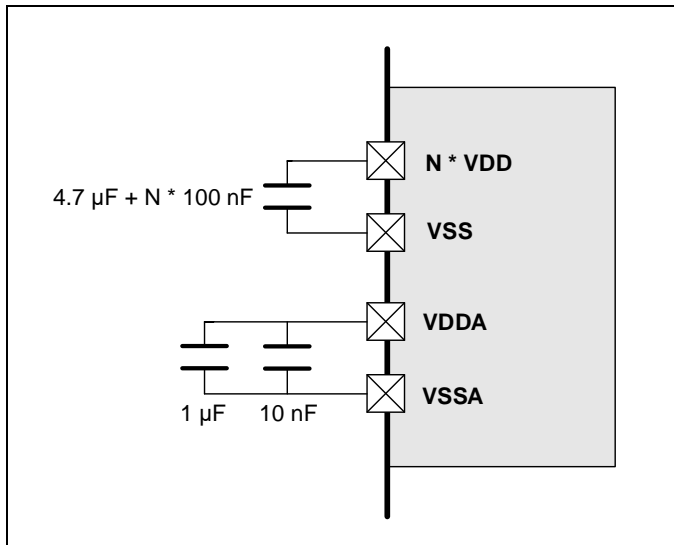 N * VDD
4.7 µF + N * 100 nF
VSS
VDDA
VSSA
1 µF 10 nF